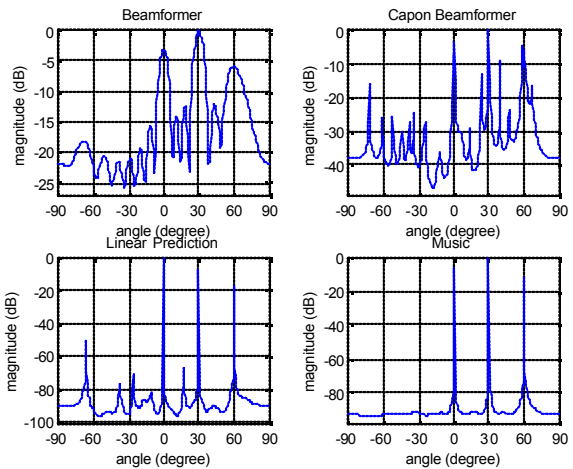 Beamformer
magnitude (dB)
0
-5
-10
-15
-20
-25
-90 -60 -30 0 30 60 90
angle (degree)
Capon Beamformer
magnitude (dB)
0
-10
-20
-30
-40
-90 -60 -30 0 30 60 90
angle (degree)
Linear Prediction
magnitude (dB)
0
-20
-40
-60
-80
-100
-90 -60 -30 0 30 60 90
angle (degree)
Music
magnitude (dB)
0
-20
-40
-60
-80
-90 -60 -30 0 30 60 90
angle (degree)